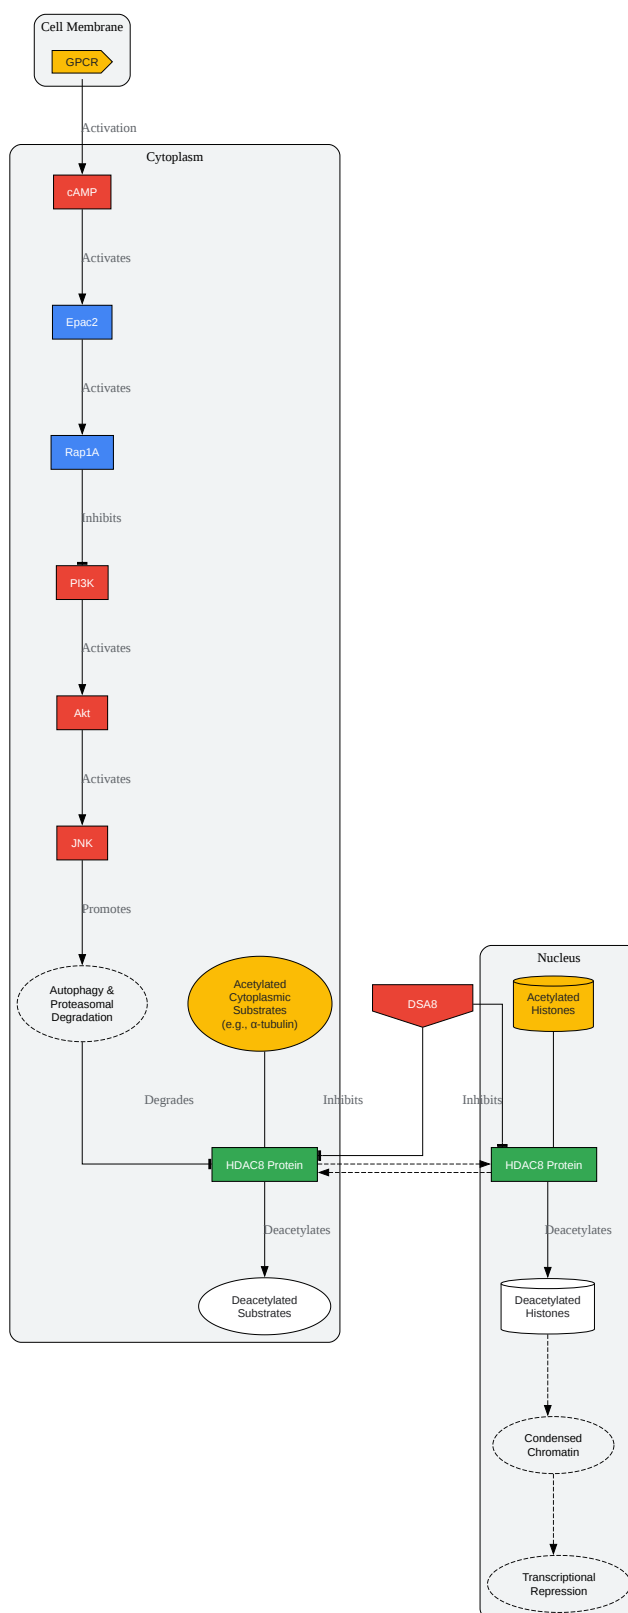 Cell Membrane
GPCR
Activation
Cytoplasm
cAMP
Activates
Epac2
Activates
Rap1A
Inhibits
PI3K
Activates
Akt
Activates
JNK
Promotes
Autophagy &
Proteasomal
Degradation
Acetylated
Cytoplasmic
Substrates
(e.g., α-tubulin)
DSA8
Nucleus
Acetylated
Histones
Degrades
Inhibits
Inhibits
HDAC8 Protein
HDAC8 Protein
Deacetylates
Deacetylates
Deacetylated
Substrates
Deacetylated
Histones
Condensed
Chromatin
Transcriptional
Repression